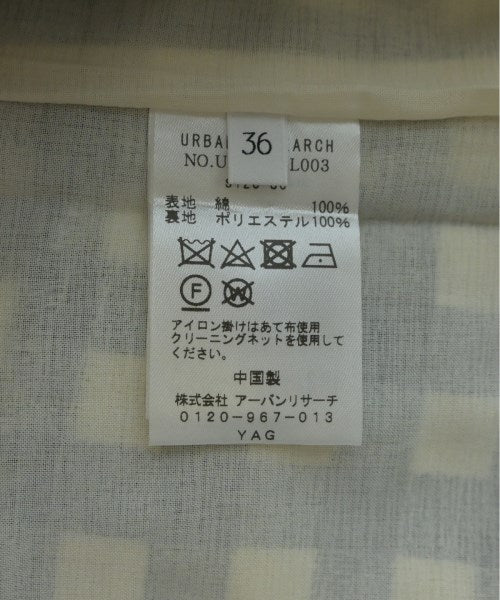 36
URBA ARCH
NO.U L003
表地 綿 100%
裏地 ポリエステル100%
F W
アイロン掛けはあて布使用
クリーニングネットを使用して
ください。
中国製
株式会社 アーバンリサーチ
0120-967-013
YAG